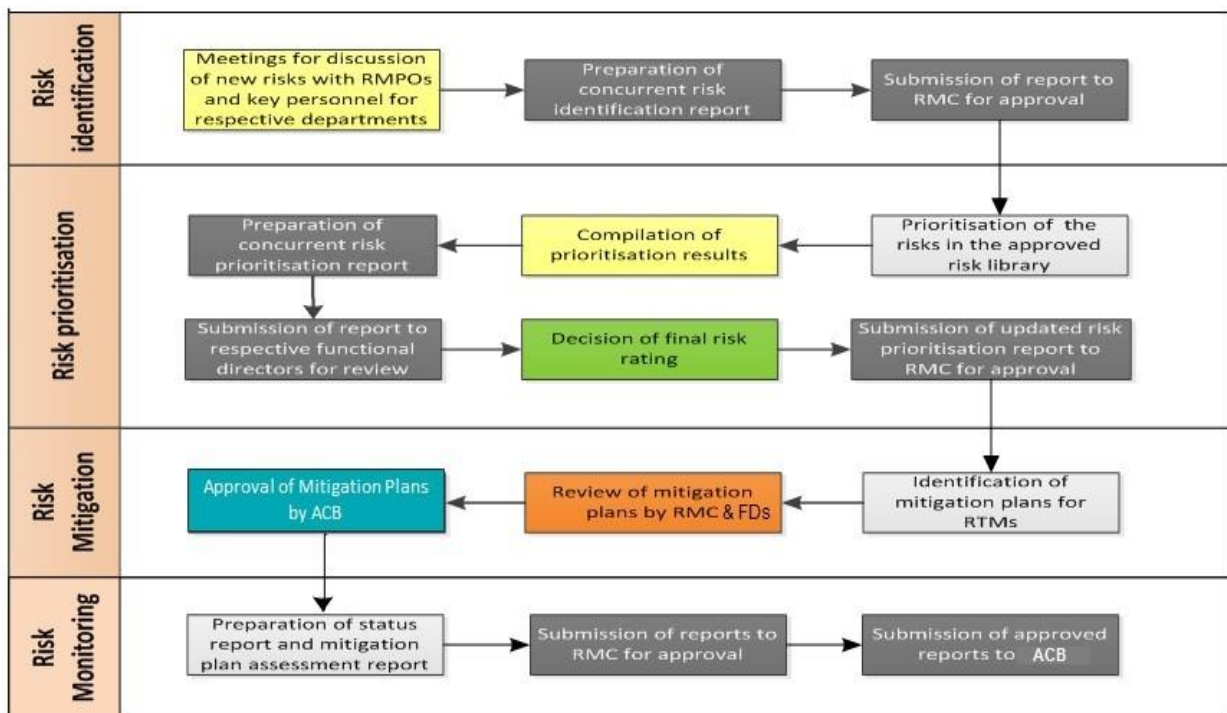 Risk
identification
Meetings for discussion
of new risks with RMPOs
and key personnel for
respective departments
Preparation of
concurrent risk
identification report
Submission of report to
RMC for approval
Risk prioritisation
Preparation of
concurrent risk
prioritisation report
Compilation of
prioritisation results
Prioritisation of the
risks in the approved
risk library
Submission of report to
respective functional
directors for review
Decision of final risk
rating
Submission of updated risk
prioritisation report to
RMC for approval
Risk
Mitigation
Approval of Mitigation Plans
by ACB
Review of mitigation
plans by RMC & FDs
Identification of
mitigation plans for
RTMs
Risk
Monitoring
Preparation of status
report and mitigation
plan assessment report
Submission of reports to
RMC for approval
Submission of approved
reports to ACB